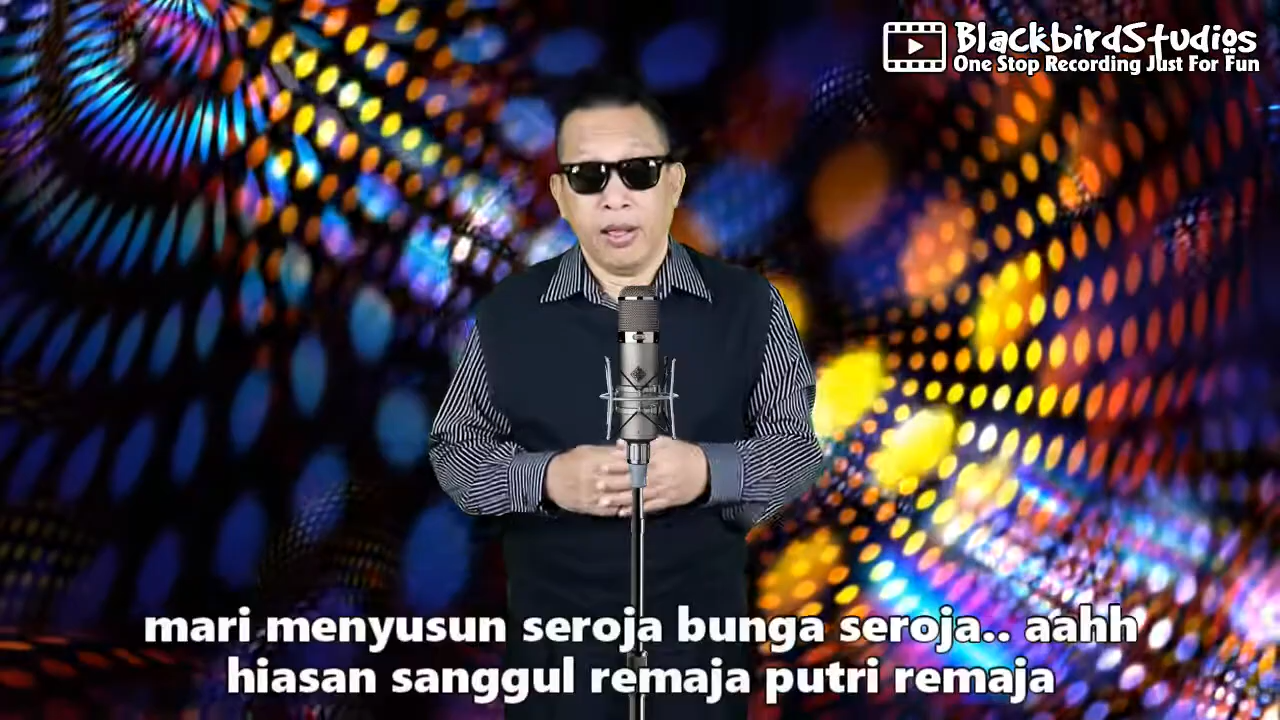 BlackbirdStudios
One Stop Recording Just For Fun
mari menyusun seroja bunga seroja.. aahh
hiasan sanggul remaja putri remaja